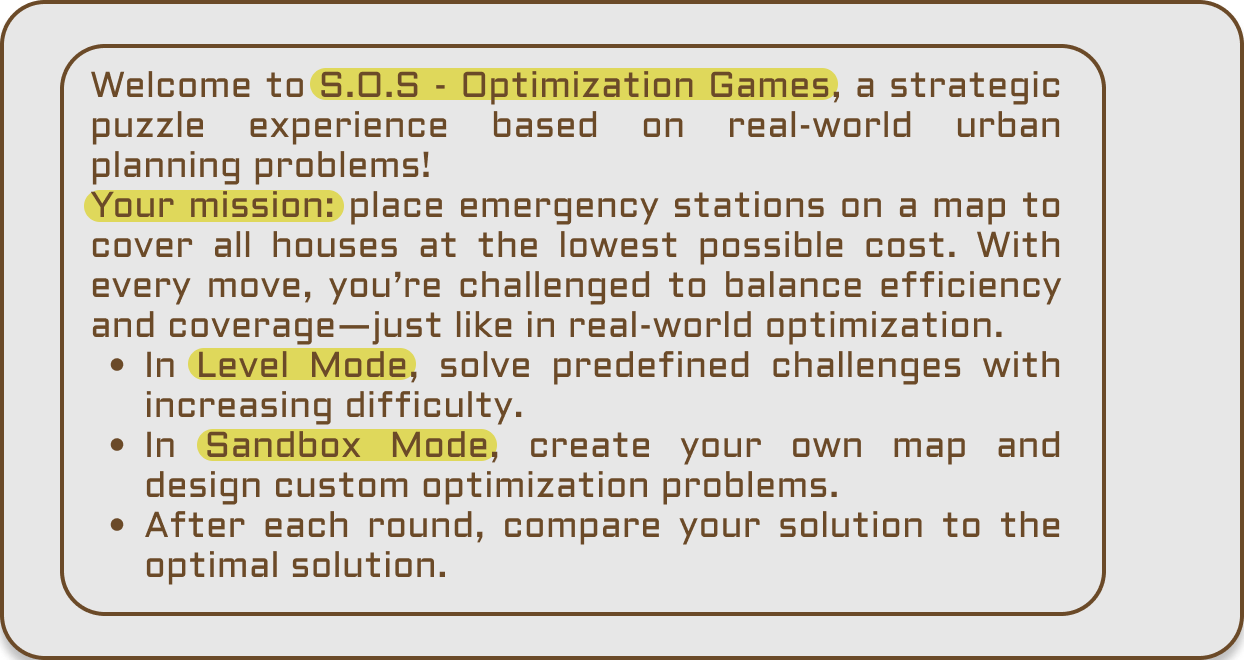 Welcome to S.O.S - Optimization Games, a strategic
puzzle experience based on real-world urban
planning problems!
Your mission: place emergency stations on a map to
cover all houses at the lowest possible cost. With
every move, you're challenged to balance efficiency
and coverage—just like in real-world optimization.
• In Level Mode, solve predefined challenges with
increasing difficulty.
• In Sandbox Mode, create your own map and
design custom optimization problems.
• After each round, compare your solution to the
optimal solution.